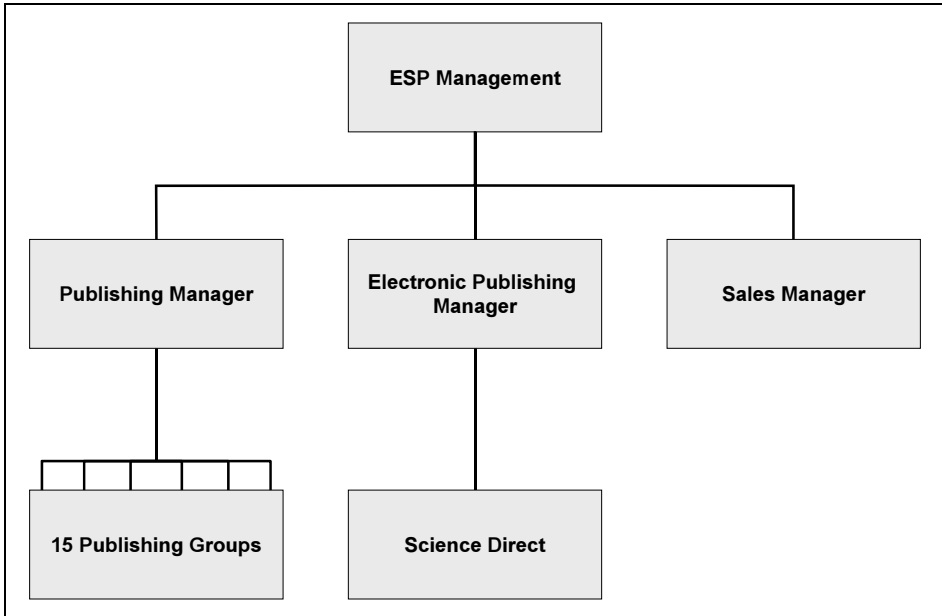 ESP Management
Publishing Manager
Electronic Publishing
Manager
Sales Manager
15 Publishing Groups
Science Direct